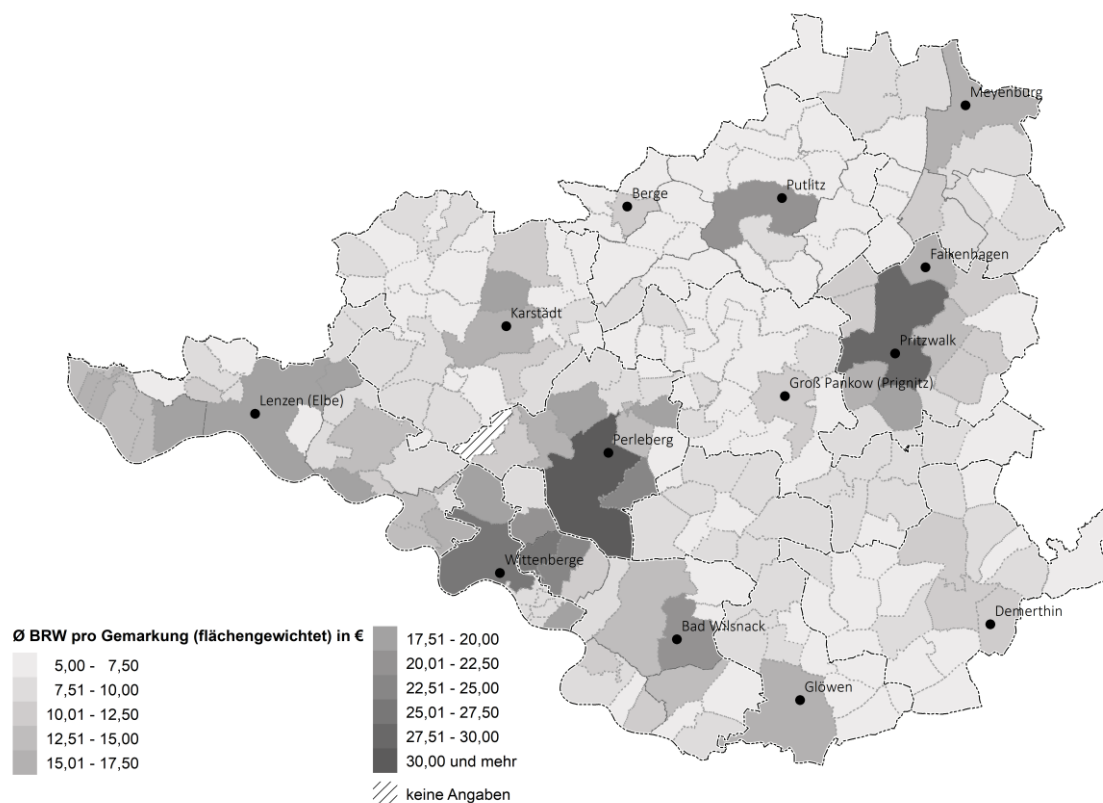 Meyenburg
Berge
Putlitz
Falkenhagen
Karstädt
Pritzwalk
Groß Pankow (Prignitz)
Lenzen (Elbe)
Perleberg
Wittenberge
Demerthin
Bad Wilsnack
Glöwen
Ø BRW pro Gemarkung (flächengewichtet) in €
5,00 - 7,50
7,51 - 10,00
10,01 - 12,50
12,51 - 15,00
15,01 - 17,50
17,51 - 20,00
20,01 - 22,50
22,51 - 25,00
25,01 - 27,50
27,51 - 30,00
30,00 und mehr
keine Angaben